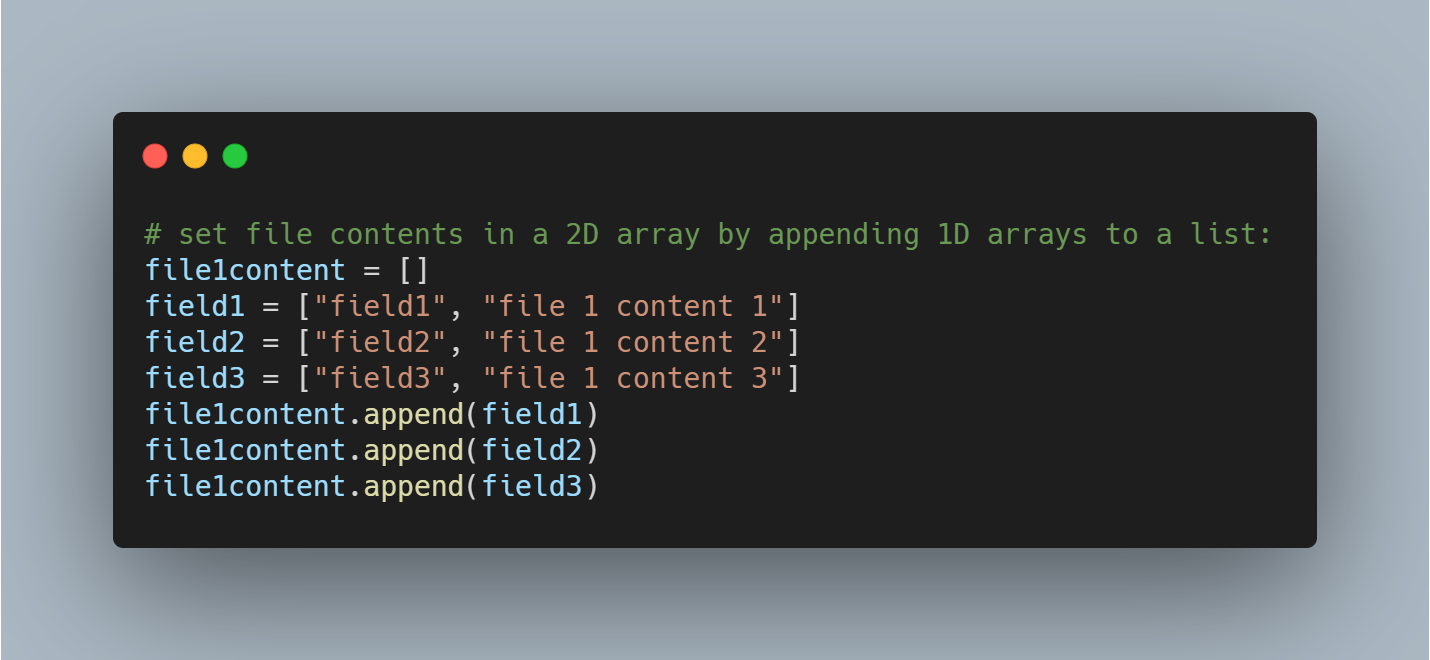 # set file contents in a 2D array by appending 1D arrays to a list:
file1content = []
field1 = ["field1", "file 1 content 1"]
field2 = ["field2", "file 1 content 2"]
field3 = ["field3", "file 1 content 3"]
file1content.append(field1)
file1content.append(field2)
file1content.append(field3)